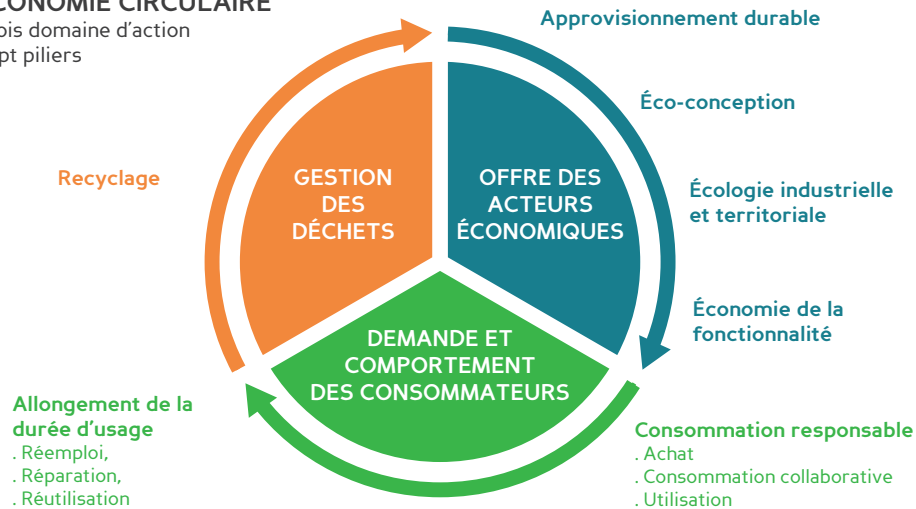 CONOMIE CIRCULAIRE
ois domaine d'action
pt piliers
Approvisionnement durable
Éco-conception
Écologie industrielle
et territoriale
Économie de la
fonctionnalité
OFFRE DES
ACTEURS
ÉCONOMIQUES
GESTION
DES
DÉCHETS
Recyclage
DEMANDE ET
COMPORTEMENT
DES CONSOMMATEURS
Consommation responsable
. Achat
. Consommation collaborative
. Utilisation
Allongement de la
durée d'usage
. Réemploi,
. Réparation,
. Réutilisation